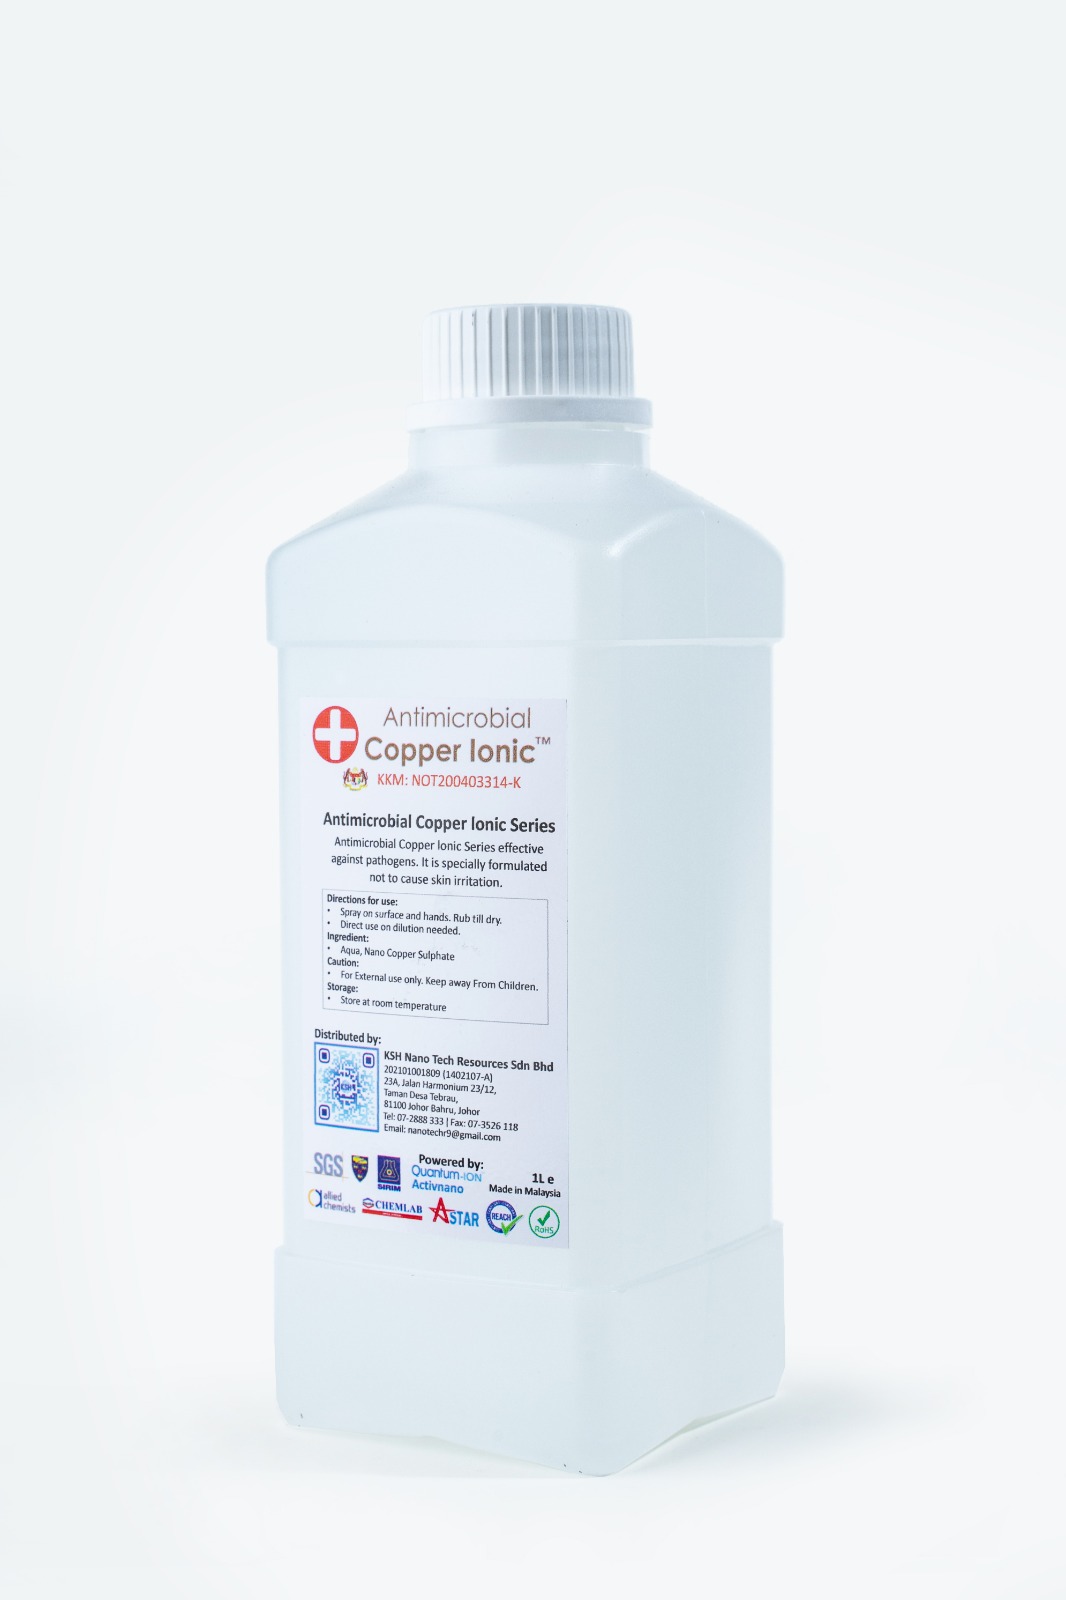 Antimicrobial
Copper Ionic™
KKM: NOT200403314-K
Antimicrobial Copper Ionic Series
Antimicrobial Copper Ionic Series effective
against pathogens. It is specially formulated
not to cause skin irritation.
Directions for use:
• Spray on surface and hands. Rub till dry.
• Direct use on dilution needed.
Ingredient:
• Aqua, Nano Copper Sulphate
Caution:
• For External use only. Keep away From Children.
Storage:
• Store at room temperature
Distributed by:
KSH
KSH Nano Tech Resources Sdn Bhd
202101001809 (1402107-A)
23A, Jalan Harmonium 23/12,
Taman Desa Tebrau,
81100 Johor Bahru, Johor
Tel: 07-2888 333 | Fax: 07-3526 118
Email: nanotechr9@gmail.com
SGS
SIRIM
Powered by:
Quantum-ION
Activnano
1L e
Made in Malaysia
allied
chemists
CHEMLAB
ASTAR
REACH
RoHS